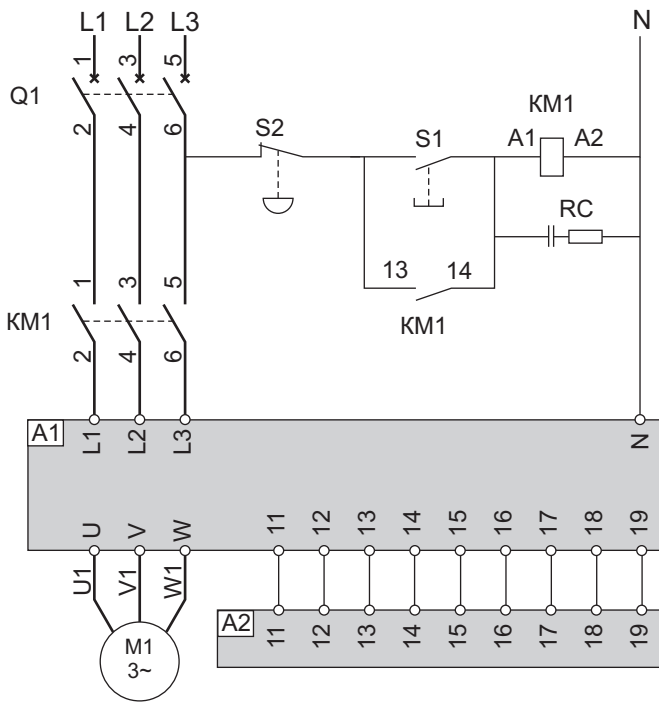 L1 L2 L3 N
1 3 5
Q1
2 4 6
S2 S1 KM1
A1 A2
RC
13 14
KM1
1 3 5
KM1
2 4 6
A1
L1 L2 L3 N
U V W 11 12 13 14 15 16 17 18 19
U1 V1 W1
A2
11 12 13 14 15 16 17 18 19
M1
3~